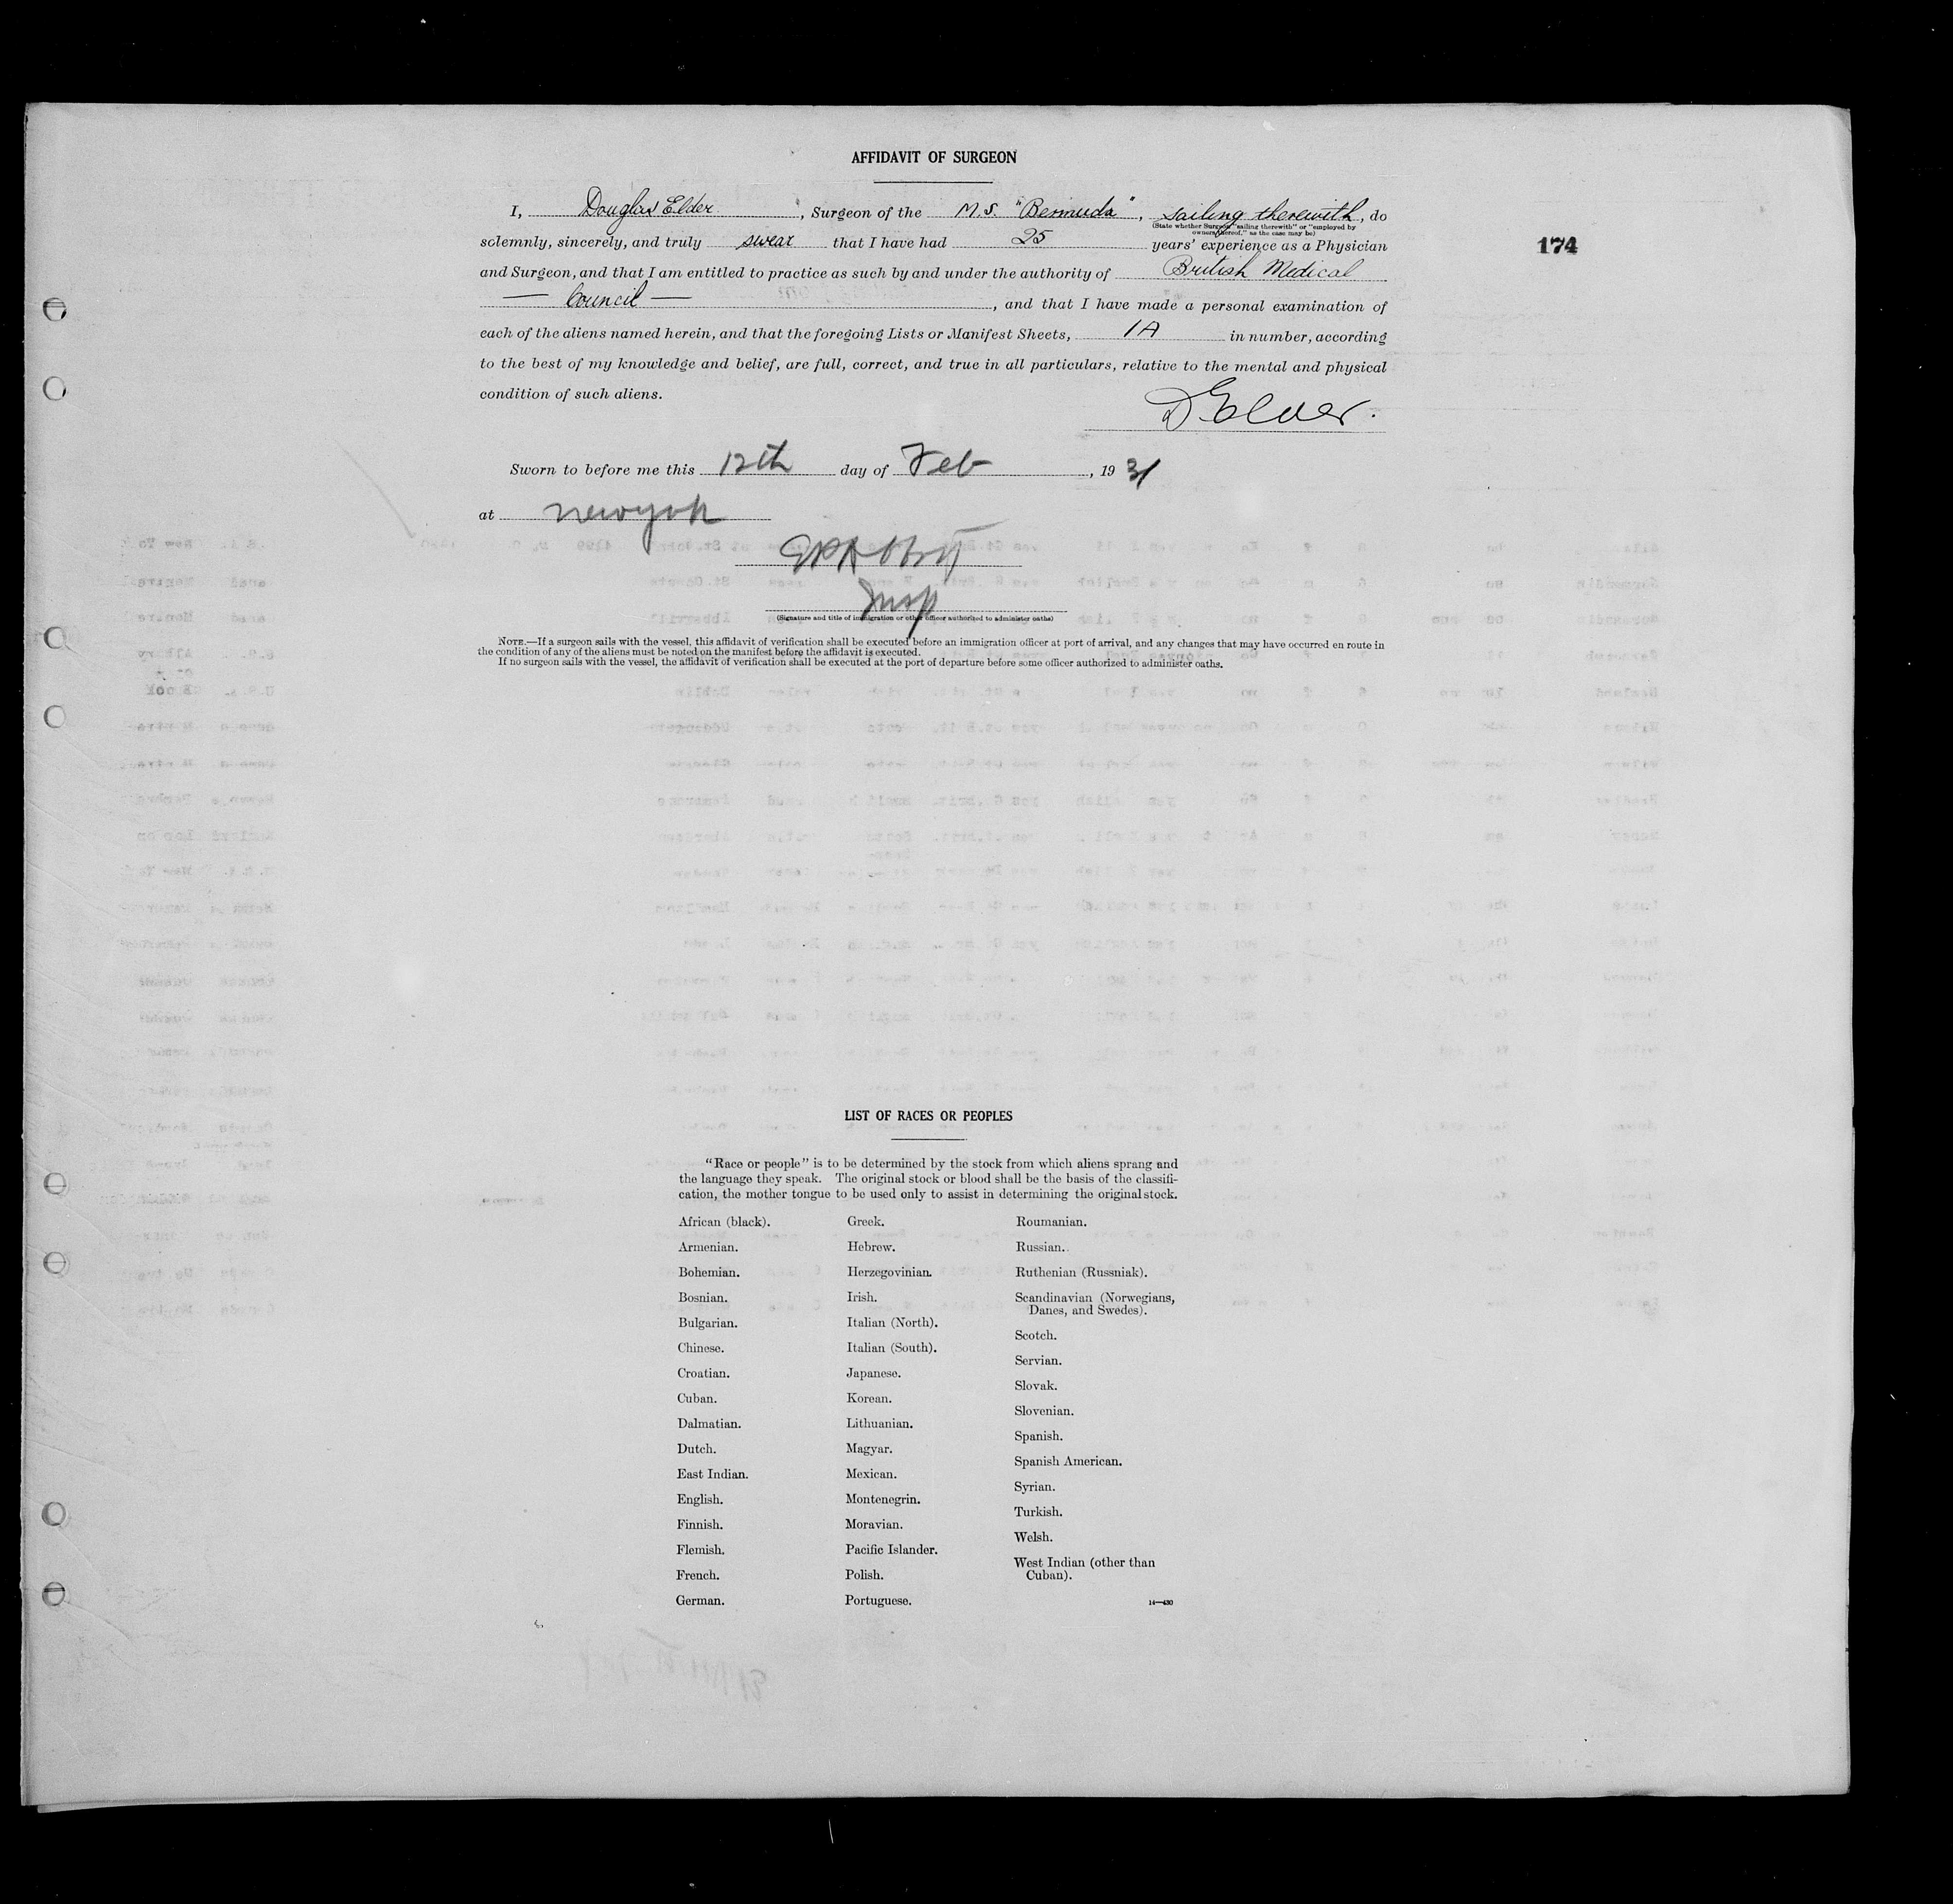 AFFIDAVIT OF SURGEON
I, Douglas Elder, Surgeon of the M.S. "Bermuda", sailing therewith, do
(State whether Surgeon "sailing therewith" or "employed by
owners thereof," as the case may be)
solemnly, sincerely, and truly swear that I have had 25 years' experience as a Physician
174
and Surgeon, and that I am entitled to practice as such by and under the authority of British Medical
— Council —, and that I have made a personal examination of
each of the aliens named herein, and that the foregoing Lists or Manifest Sheets, 1A in number, according
to the best of my knowledge and belief, are full, correct, and true in all particulars, relative to the mental and physical
condition of such aliens.
D Elder.
Sworn to before me this 12th day of Feb, 1931
at New York
Insp
(Signature and title of immigration or other officer authorized to administer oaths)
NOTE.—If a surgeon sails with the vessel, this affidavit of verification shall be executed before an immigration officer at port of arrival, and any changes that may have occurred en route in
the condition of any of the aliens must be noted on the manifest before the affidavit is executed.
If no surgeon sails with the vessel, the affidavit of verification shall be executed at the port of departure before some officer authorized to administer oaths.
LIST OF RACES OR PEOPLES
"Race or people" is to be determined by the stock from which aliens sprang and
the language they speak. The original stock or blood shall be the basis of the classifi-
cation, the mother tongue to be used only to assist in determining the original stock.
African (black).
Armenian.
Bohemian.
Bosnian.
Bulgarian.
Chinese.
Croatian.
Cuban.
Dalmatian.
Dutch.
East Indian.
English.
Finnish.
Flemish.
French.
German.
Greek.
Hebrew.
Herzegovinian.
Irish.
Italian (North).
Italian (South).
Japanese.
Korean.
Lithuanian.
Magyar.
Mexican.
Montenegrin.
Moravian.
Pacific Islander.
Polish.
Portuguese.
Roumanian.
Russian.
Ruthenian (Russniak).
Scandinavian (Norwegians,
Danes, and Swedes).
Scotch.
Servian.
Slovak.
Slovenian.
Spanish.
Spanish American.
Syrian.
Turkish.
Welsh.
West Indian (other than
Cuban).
14—430